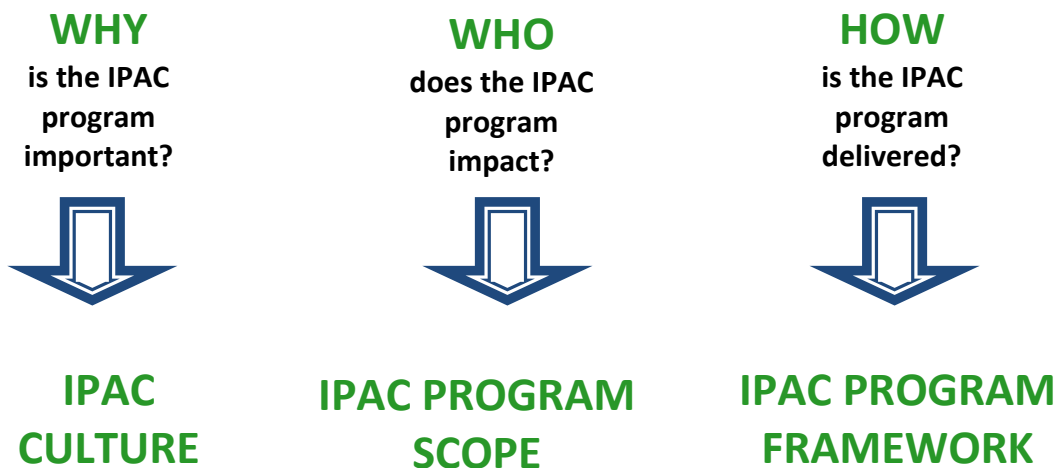 WHY
is the IPAC
program
important?
WHO
does the IPAC
program
impact?
HOW
is the IPAC
program
delivered?
IPAC
CULTURE
IPAC PROGRAM
SCOPE
IPAC PROGRAM
FRAMEWORK